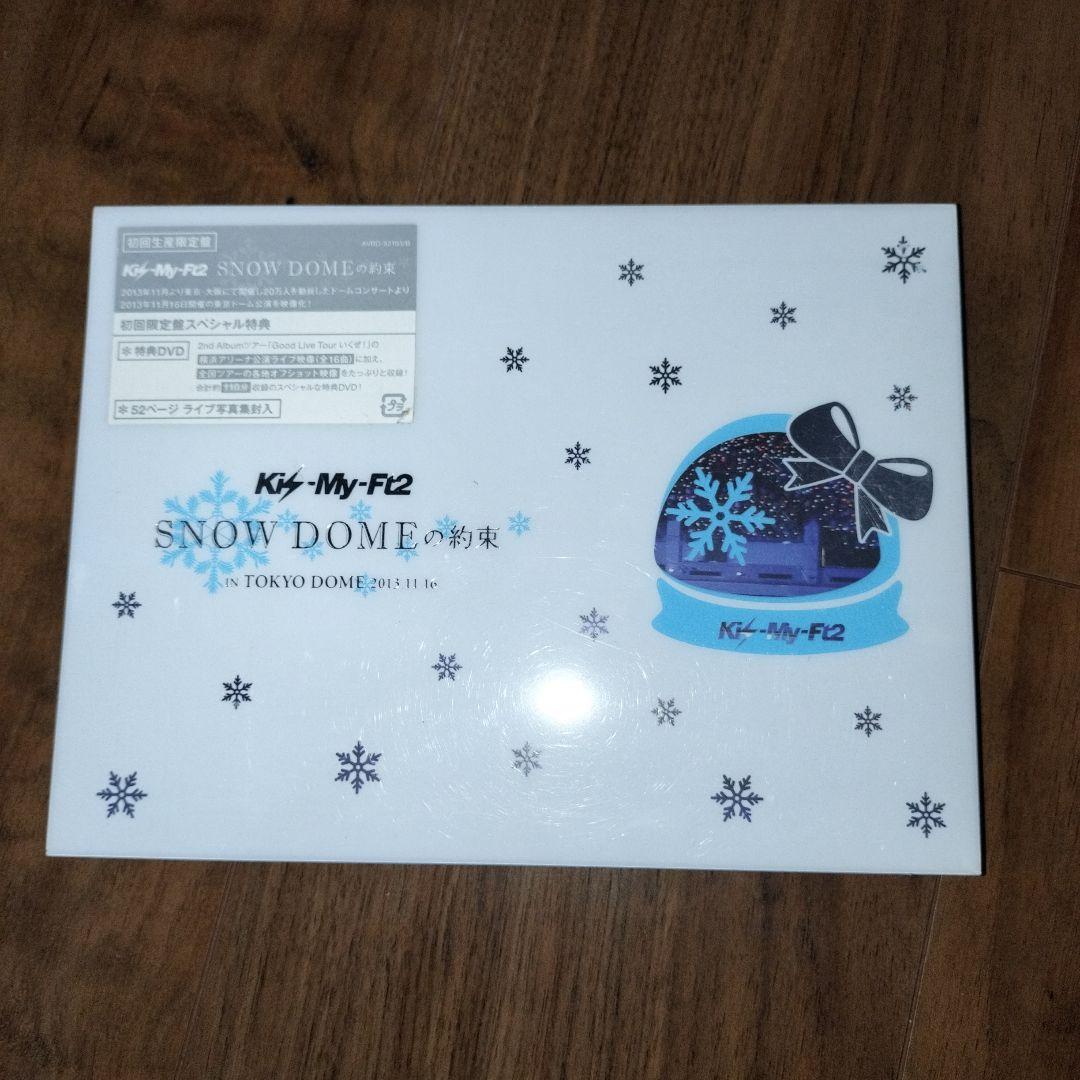 初回生産限定盤
Kis-My-Ft2 SNOW DOMEの約束
2013年11月より東京・大阪にて開催し20万人を動員したドームコンサートより
2013年11月16日開催の東京ドーム公演を映像化!
初回限定盤スペシャル特典
＊特典DVD
2nd Albumツアー「Good Live Tour いくぜ!」の
横浜アリーナ公演ライブ映像(全16曲)に加え、
全国ツアーの各地オフショット映像をたっぷりと収録!
合計約110分収録のスペシャルな特典DVD!
＊52ページ ライブ写真集封入
プラ
Kis-My-Ft2
SNOW DOMEの約束
IN TOKYO DOME 2013.11.16
Kis-My-Ft2